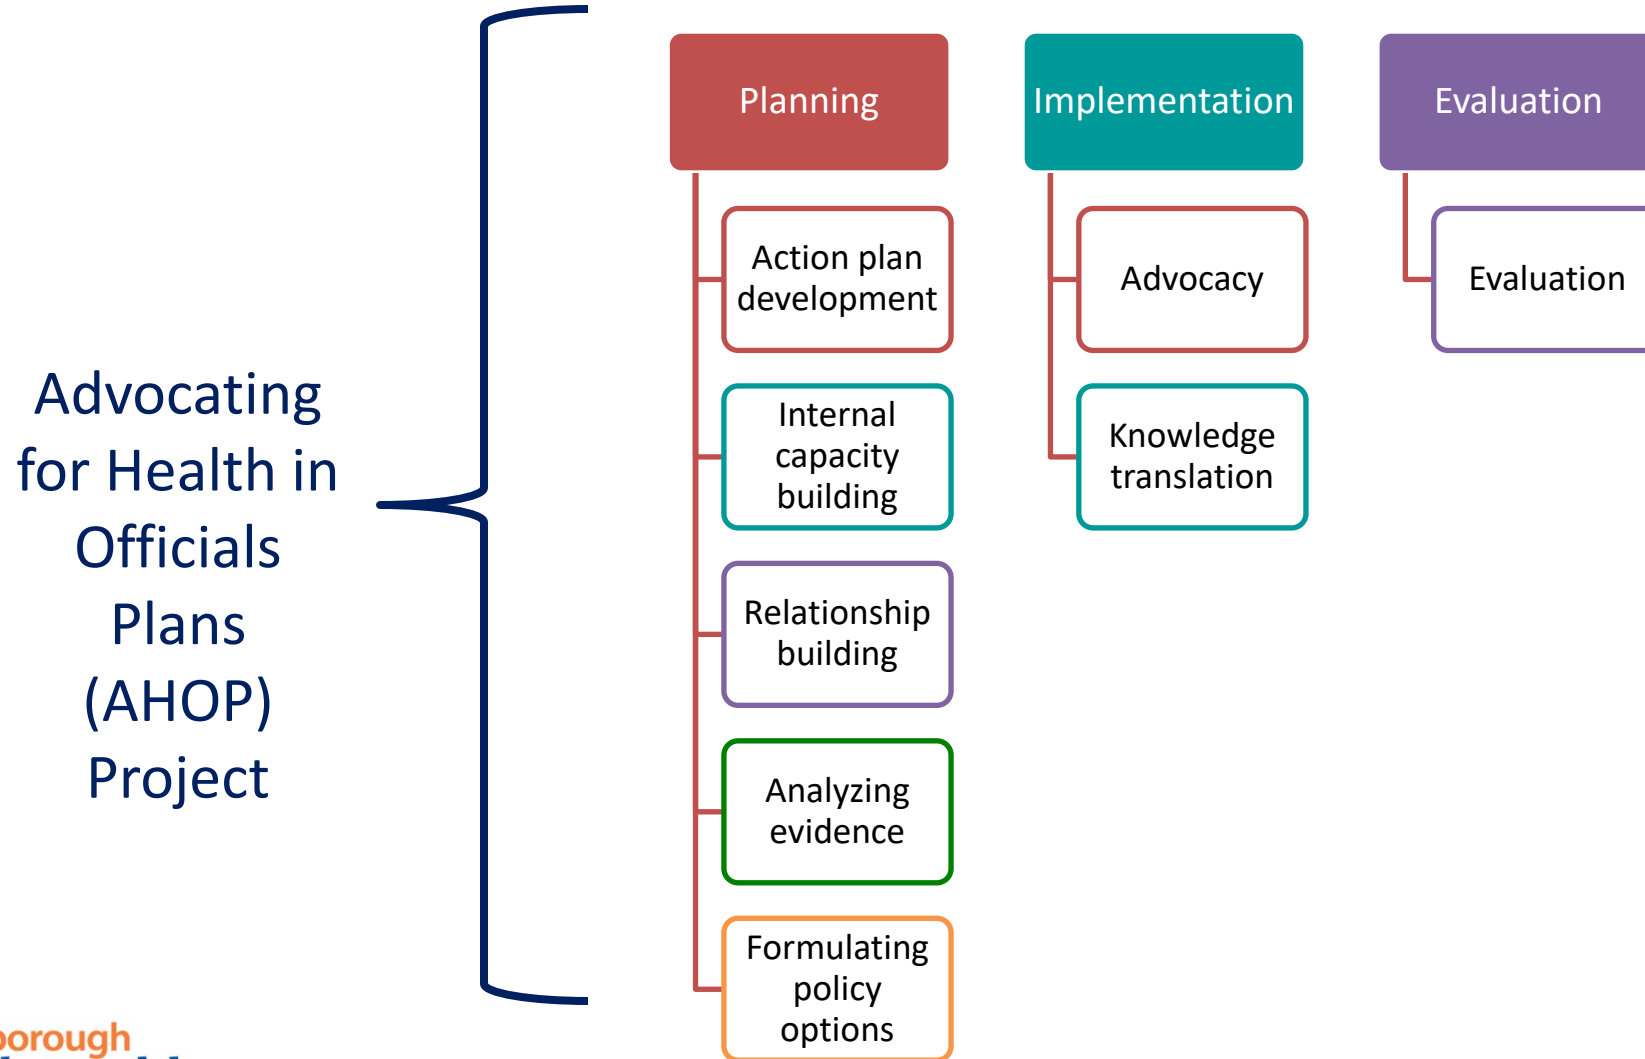 Advocating
for Health in
Officials
Plans
(AHOP)
Project
Planning
Action plan
development
Internal
capacity
building
Relationship
building
Analyzing
evidence
Formulating
policy
options
Implementation
Advocacy
Knowledge
translation
Evaluation
Evaluation
borough